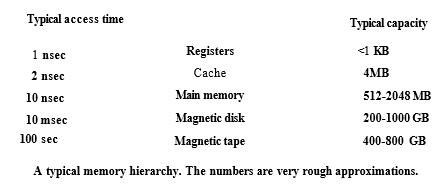 Typical access time
Typical capacity
1 nsec Registers <1 KB
2 nsec Cache 4MB
10 nsec Main memory 512-2048 MB
10 msec Magnetic disk 200-1000 GB
100 sec Magnetic tape 400-800 GB
A typical memory hierarchy. The numbers are very rough approximations.